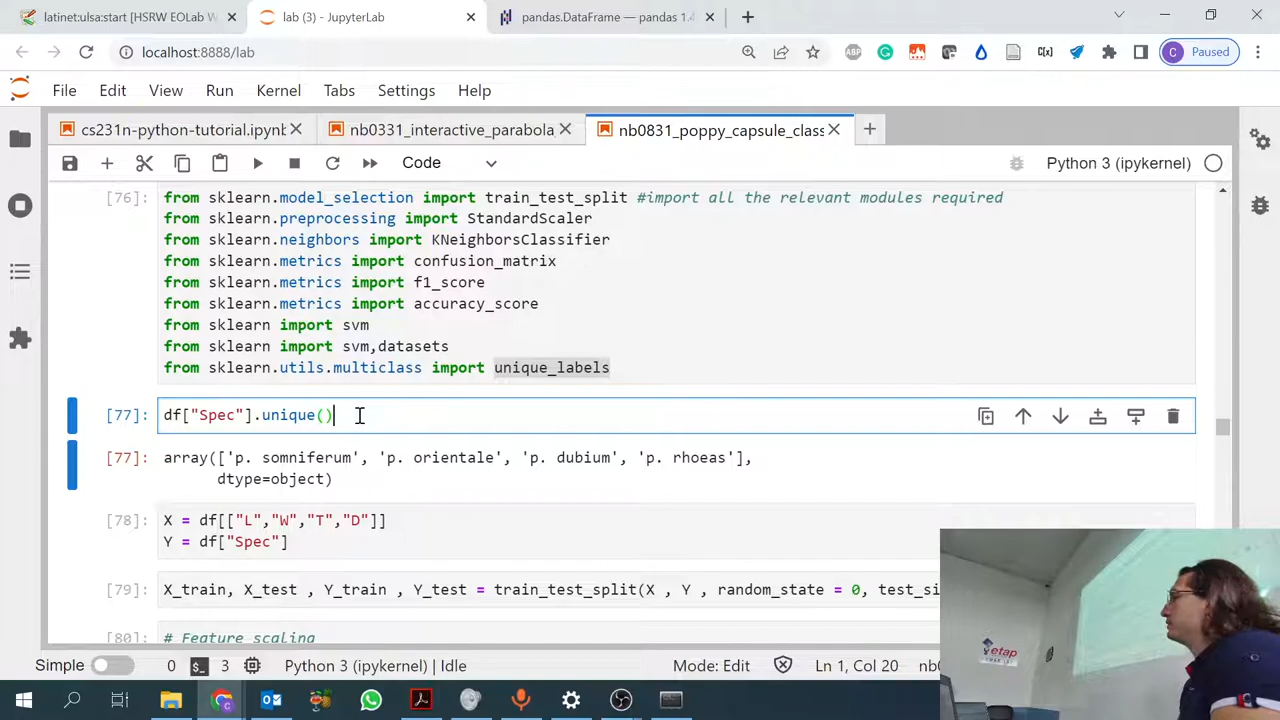 latinet:ulsa:start [HSRW EOLab W
lab (3) - JupyterLab
pandas.DataFrame — pandas 1.4
localhost:8888/lab
Paused
File Edit View Run Kernel Tabs Settings Help
cs231n-python-tutorial.ipynb
nb0331_interactive_parabola
nb0831_poppy_capsule_class
Code
Python 3 (ipykernel)
[76]: from sklearn.model_selection import train_test_split #import all the relevant modules required
from sklearn.preprocessing import StandardScaler
from sklearn.neighbors import KNeighborsClassifier
from sklearn.metrics import confusion_matrix
from sklearn.metrics import f1_score
from sklearn.metrics import accuracy_score
from sklearn import svm
from sklearn import svm,datasets
from sklearn.utils.multiclass import unique_labels
[77]: df["Spec"].unique()
[77]: array(['p. somniferum', 'p. orientale', 'p. dubium', 'p. rhoeas'],
dtype=object)
[78]: X = df[["L","W","T","D"]]
Y = df["Spec"]
[79]: X_train, X_test , Y_train , Y_test = train_test_split(X , Y , random_state = 0, test_si
[80]: # Feature scaling
etap
Simple 0 3 Python 3 (ipykernel) | Idle Mode: Edit Ln 1, Col 20 nb0